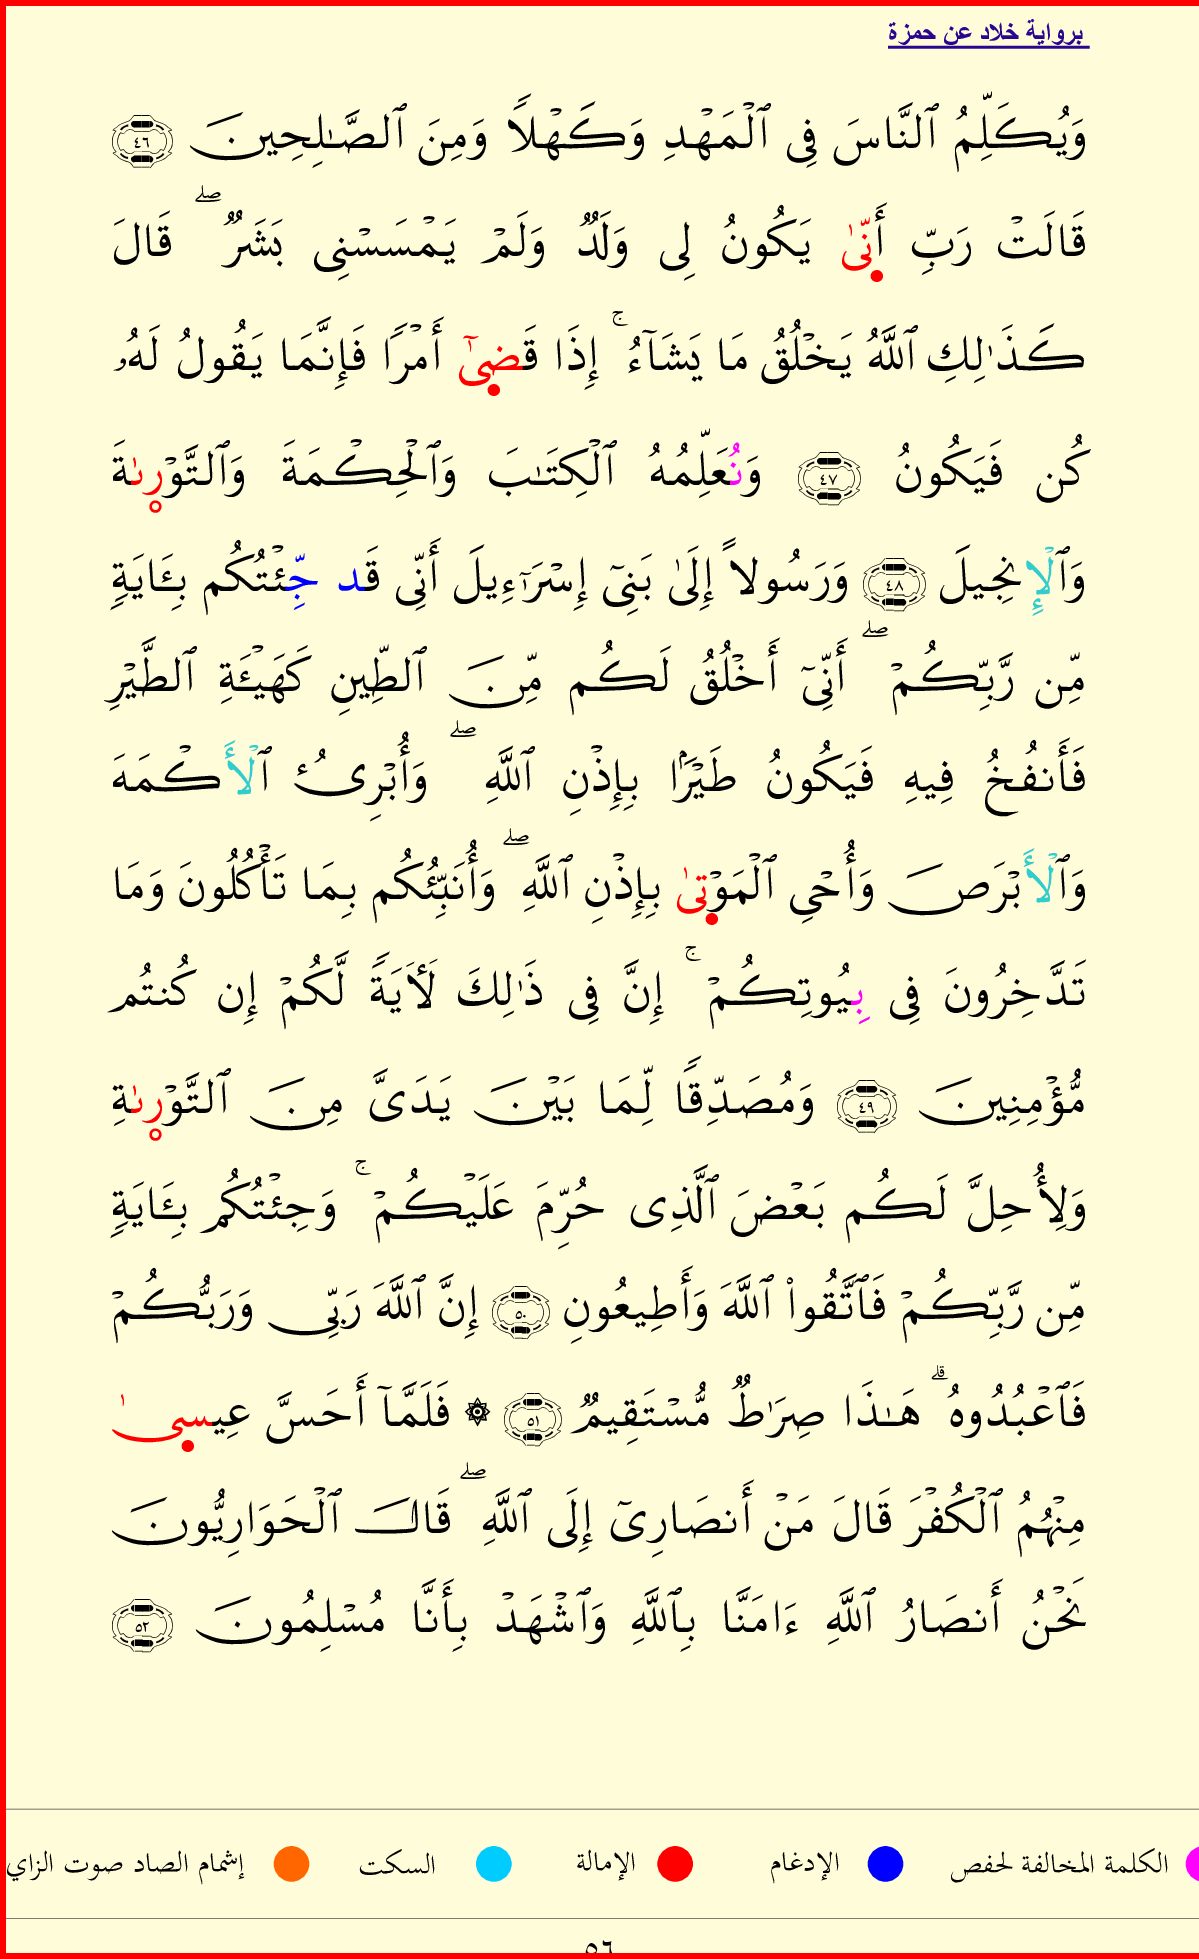 برواية خلاد عن حمزة
وَيُكَلِّمُ ٱلنَّاسَ فِى ٱلْمَهْدِ وَكَهْلاً وَمِنَ ٱلصَّـٰلِحِينَ ٤٦
قَالَتْ رَبِّ أَنِّىٰ يَكُونُ لِى وَلَدٌ وَلَمْ يَمْسَسْنِى بَشَرٌ ۖ قَالَ
كَذَٰلِكِ ٱللَّهُ يَخْلُقُ مَا يَشَآءُ ۚ إِذَا قَضِىٰٓ أَمْرًا فَإِنَّمَا يَقُولُ لَهُۥ
كُن فَيَكُونُ ٤٧ وَنُعَلِّمُهُ ٱلْكِتَـٰبَ وَٱلْحِكْمَةَ وَٱلتَّوْرِىٰةَ
وَٱلْإِنجِيلَ ٤٨ وَرَسُولاً إِلَىٰ بَنِىٓ إِسْرَٰٓءِيلَ أَنِّى قَد جِّئْتُكُم بِـَٔايَةٍ
مِّن رَّبِّكُمْ ۖ أَنِّىٓ أَخْلُقُ لَكُم مِّنَ ٱلطِّينِ كَهَيْـَٔةِ ٱلطَّيْرِ
فَأَنفُخُ فِيهِ فَيَكُونُ طَيْرًۢا بِإِذْنِ ٱللَّهِ ۖ وَأُبْرِئُ ٱلْأَكْمَهَ
وَٱلْأَبْرَصَ وَأُحْىِ ٱلْمَوْتِىٰ بِإِذْنِ ٱللَّهِ ۖ وَأُنَبِّئُكُم بِمَا تَأْكُلُونَ وَمَا
تَدَّخِرُونَ فِى بِيُوتِكُمْ ۚ إِنَّ فِى ذَٰلِكَ لَأَيَةً لَّكُمْ إِن كُنتُم
مُّؤْمِنِينَ ٤٩ وَمُصَدِّقًا لِّمَا بَيْنَ يَدَىَّ مِنَ ٱلتَّوْرِىٰةِ
وَلِأُحِلَّ لَكُم بَعْضَ ٱلَّذِى حُرِّمَ عَلَيْكُمْ ۚ وَجِئْتُكُم بِـَٔايَةٍ
مِّن رَّبِّكُمْ فَٱتَّقُوا۟ ٱللَّهَ وَأَطِيعُونِ ٥٠ إِنَّ ٱللَّهَ رَبِّى وَرَبُّكُمْ
فَٱعْبُدُوهُ ۗ هَـٰذَا صِرَٰطٌ مُّسْتَقِيمٌ ٥١ ۞ فَلَمَّآ أَحَسَّ عِيسِىٰ
مِنْهُمُ ٱلْكُفْرَ قَالَ مَنْ أَنصَارِىٓ إِلَى ٱللَّهِ ۖ قَالَ ٱلْحَوَارِيُّونَ
نَحْنُ أَنصَارُ ٱللَّهِ ءَامَنَّا بِٱللَّهِ وَٱشْهَدْ بِأَنَّا مُسْلِمُونَ ٥٢
الكلمة المخالفة لحفص الإدغام الإمالة السكت إشمام الصاد صوت الزاي
٥٦